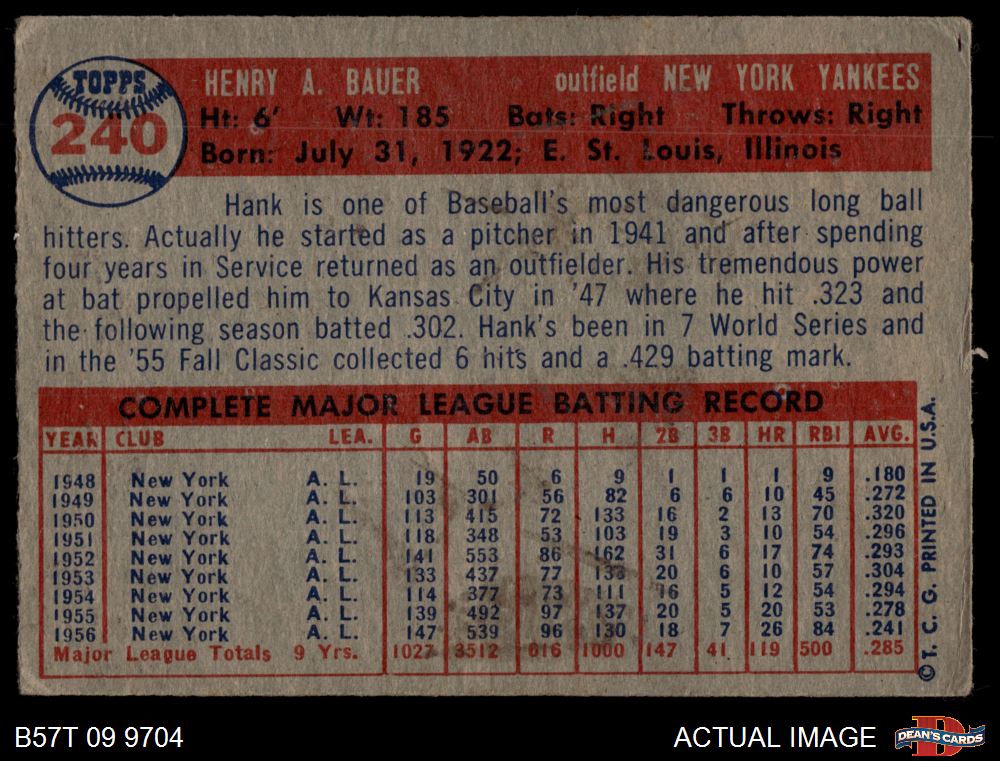 TOPPS
240
HENRY A. BAUER outfield NEW YORK YANKEES
Ht: 6' Wt: 185 Bats: Right Throws: Right
Born: July 31, 1922; E. St. Louis, Illinois
Hank is one of Baseball's most dangerous long ball
hitters. Actually he started as a pitcher in 1941 and after spending
four years in Service returned as an outfielder. His tremendous power
at bat propelled him to Kansas City in '47 where he hit .323 and
the following season batted .302. Hank's been in 7 World Series and
in the '55 Fall Classic collected 6 hits and a .429 batting mark.
COMPLETE MAJOR LEAGUE BATTING RECORD
YEAR CLUB LEA. G AB R H 2B 3B HR RBI AVG.
1948 New York A. L. 19 50 6 9 1 1 1 9 .180
1949 New York A. L. 103 301 56 82 6 6 10 45 .272
1950 New York A. L. 113 415 72 133 16 2 13 70 .320
1951 New York A. L. 118 348 53 103 19 3 10 54 .296
1952 New York A. L. 141 553 86 162 31 6 17 74 .293
1953 New York A. L. 133 437 77 133 20 6 10 57 .304
1954 New York A. L. 114 377 73 111 16 5 12 54 .294
1955 New York A. L. 139 492 97 137 20 5 20 53 .278
1956 New York A. L. 147 539 96 130 18 7 26 84 .241
Major League Totals 9 Yrs. 1027 3512 616 1000 147 41 119 500 .285
© T. C. G. PRINTED IN U.S.A.
B57T 09 9704 ACTUAL IMAGE
D
DEAN'S CARDS